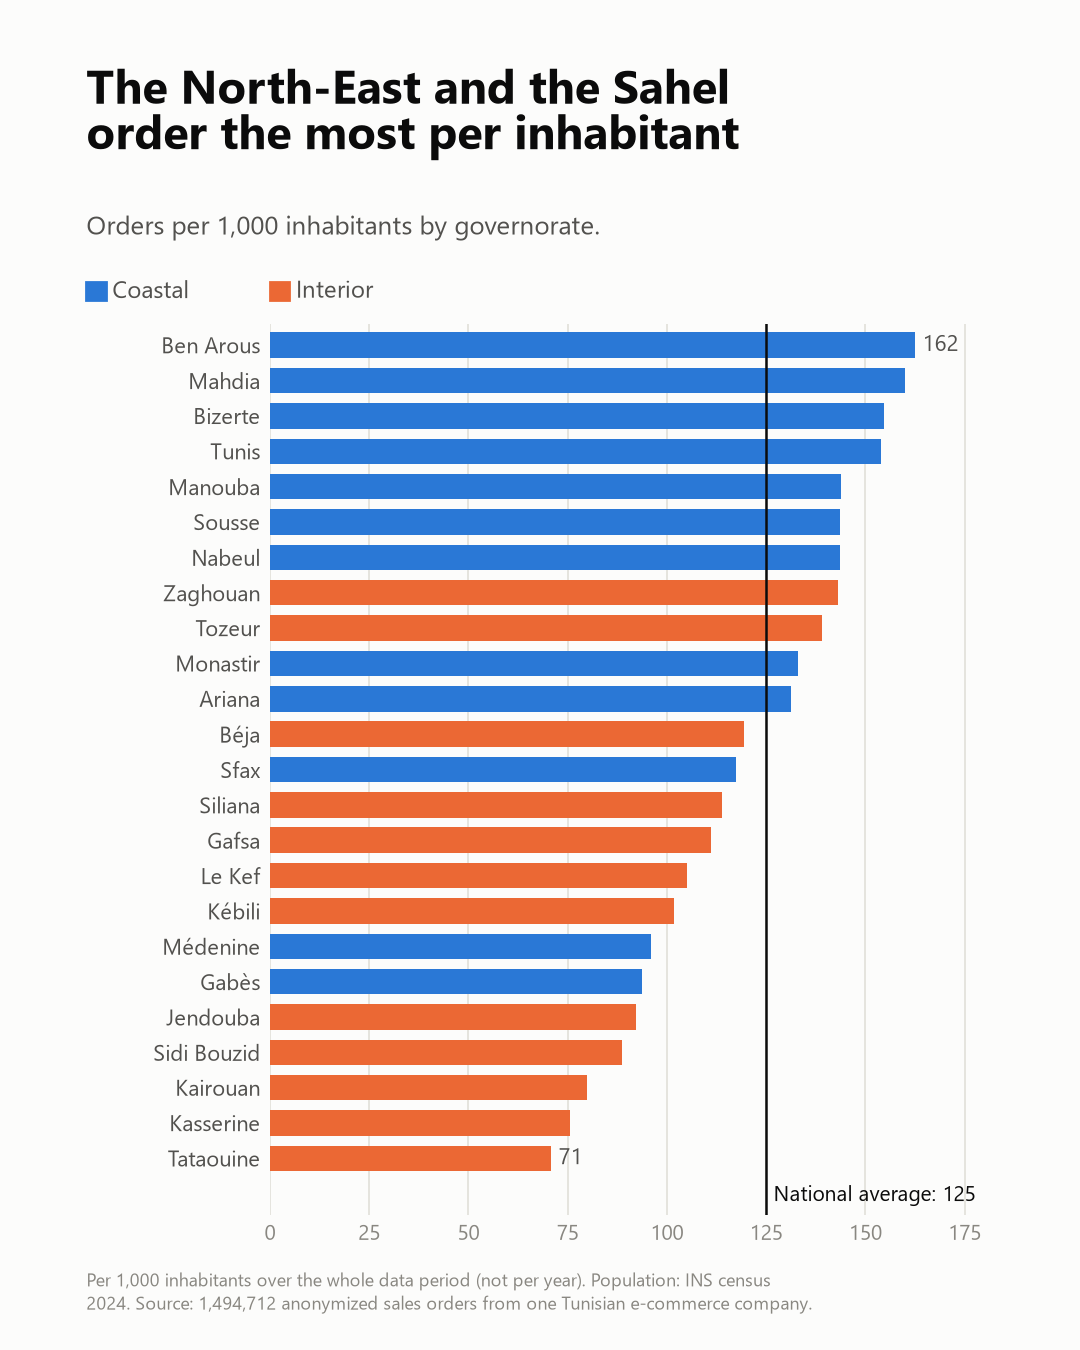 The North-East and the Sahel
order the most per inhabitant
Orders per 1,000 inhabitants by governorate.
Coastal
Interior
Ben Arous
162
Mahdia
Bizerte
Tunis
Manouba
Sousse
Nabeul
Zaghouan
Tozeur
Monastir
Ariana
Béja
Sfax
Siliana
Gafsa
Le Kef
Kébili
Médenine
Gabès
Jendouba
Sidi Bouzid
Kairouan
Kasserine
Tataouine
71
National average: 125
0 25 50 75 100 125 150 175
Per 1,000 inhabitants over the whole data period (not per year). Population: INS census
2024. Source: 1,494,712 anonymized sales orders from one Tunisian e-commerce company.